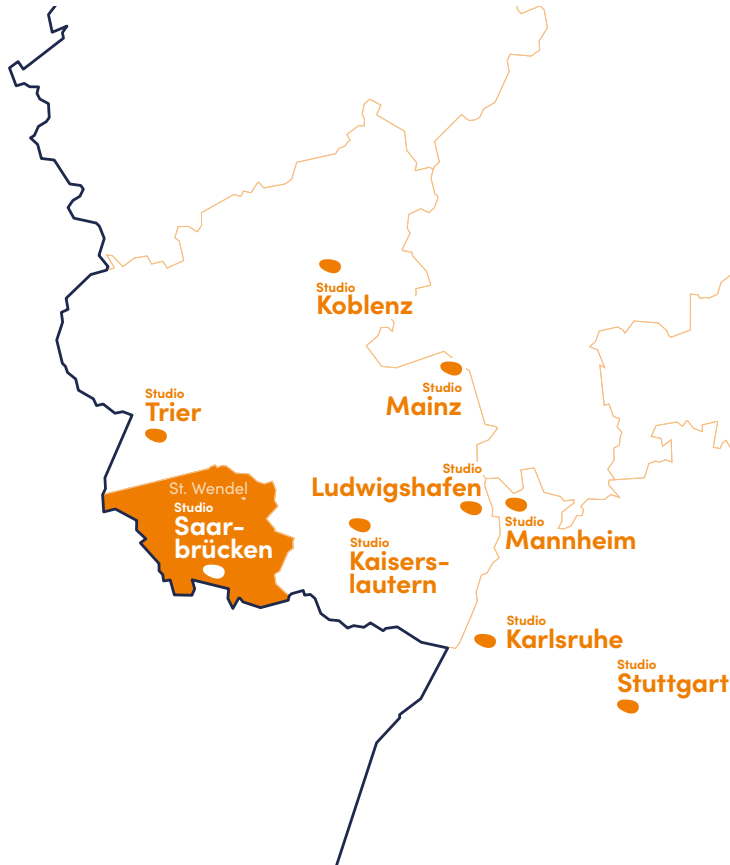 Studio
Koblenz
Studio
Mainz
Studio
Trier
Studio
Ludwigshafen
St. Wendel
Studio
Saar-
brücken
Studio
Mannheim
Studio
Kaisers-
lautern
Studio
Karlsruhe
Studio
Stuttgart